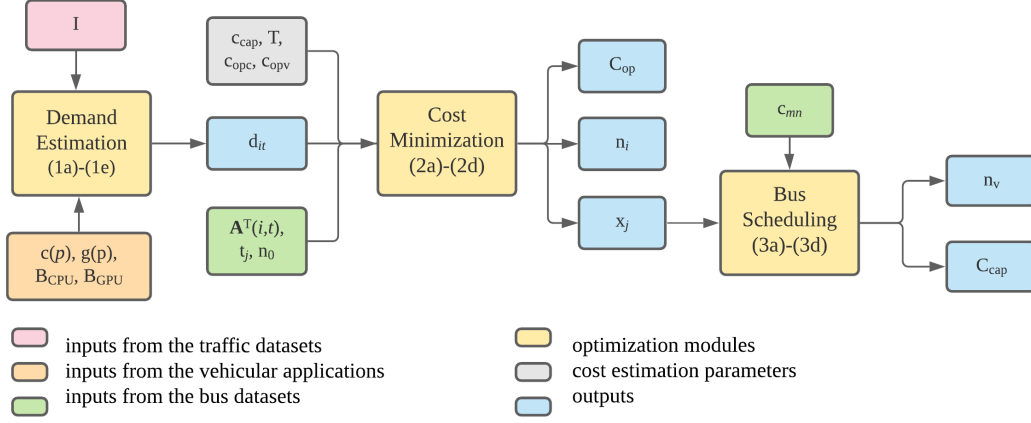 I
Demand
Estimation
(1a)-(1e)
c(p), g(p),
B_CPU, B_GPU
c_cap, T,
c_opc, c_opv
d_it
A^T(i,t),
t_j, n_0
Cost
Minimization
(2a)-(2d)
C_op
n_i
x_j
c_mn
Bus
Scheduling
(3a)-(3d)
n_v
C_cap
inputs from the traffic datasets
inputs from the vehicular applications
inputs from the bus datasets
optimization modules
cost estimation parameters
outputs